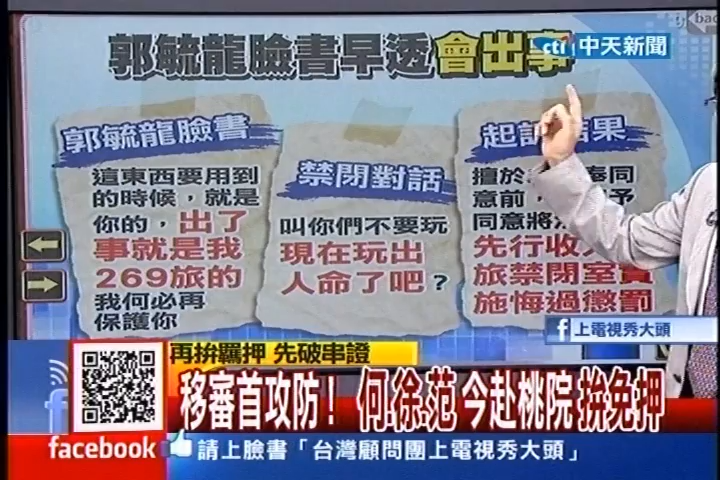 郭毓龍臉書早透會出事
cti 中天新聞
郭毓龍臉書
這東西要用到
的時候，就是
你的，出了
事就是我
269旅的
我何必再
保護你
禁閉對話
叫你們不要玩
現在玩出
人命了吧？
起訴 果
擅於 同
意前， 予
同意將
先行收
旅禁閉室實
施悔過懲罰
上電視秀大頭
再拚羈押 先破串證
移審首攻防！ 何.徐.范 今赴桃院 拚免押
facebook
請上臉書「台灣顧問團上電視秀大頭」